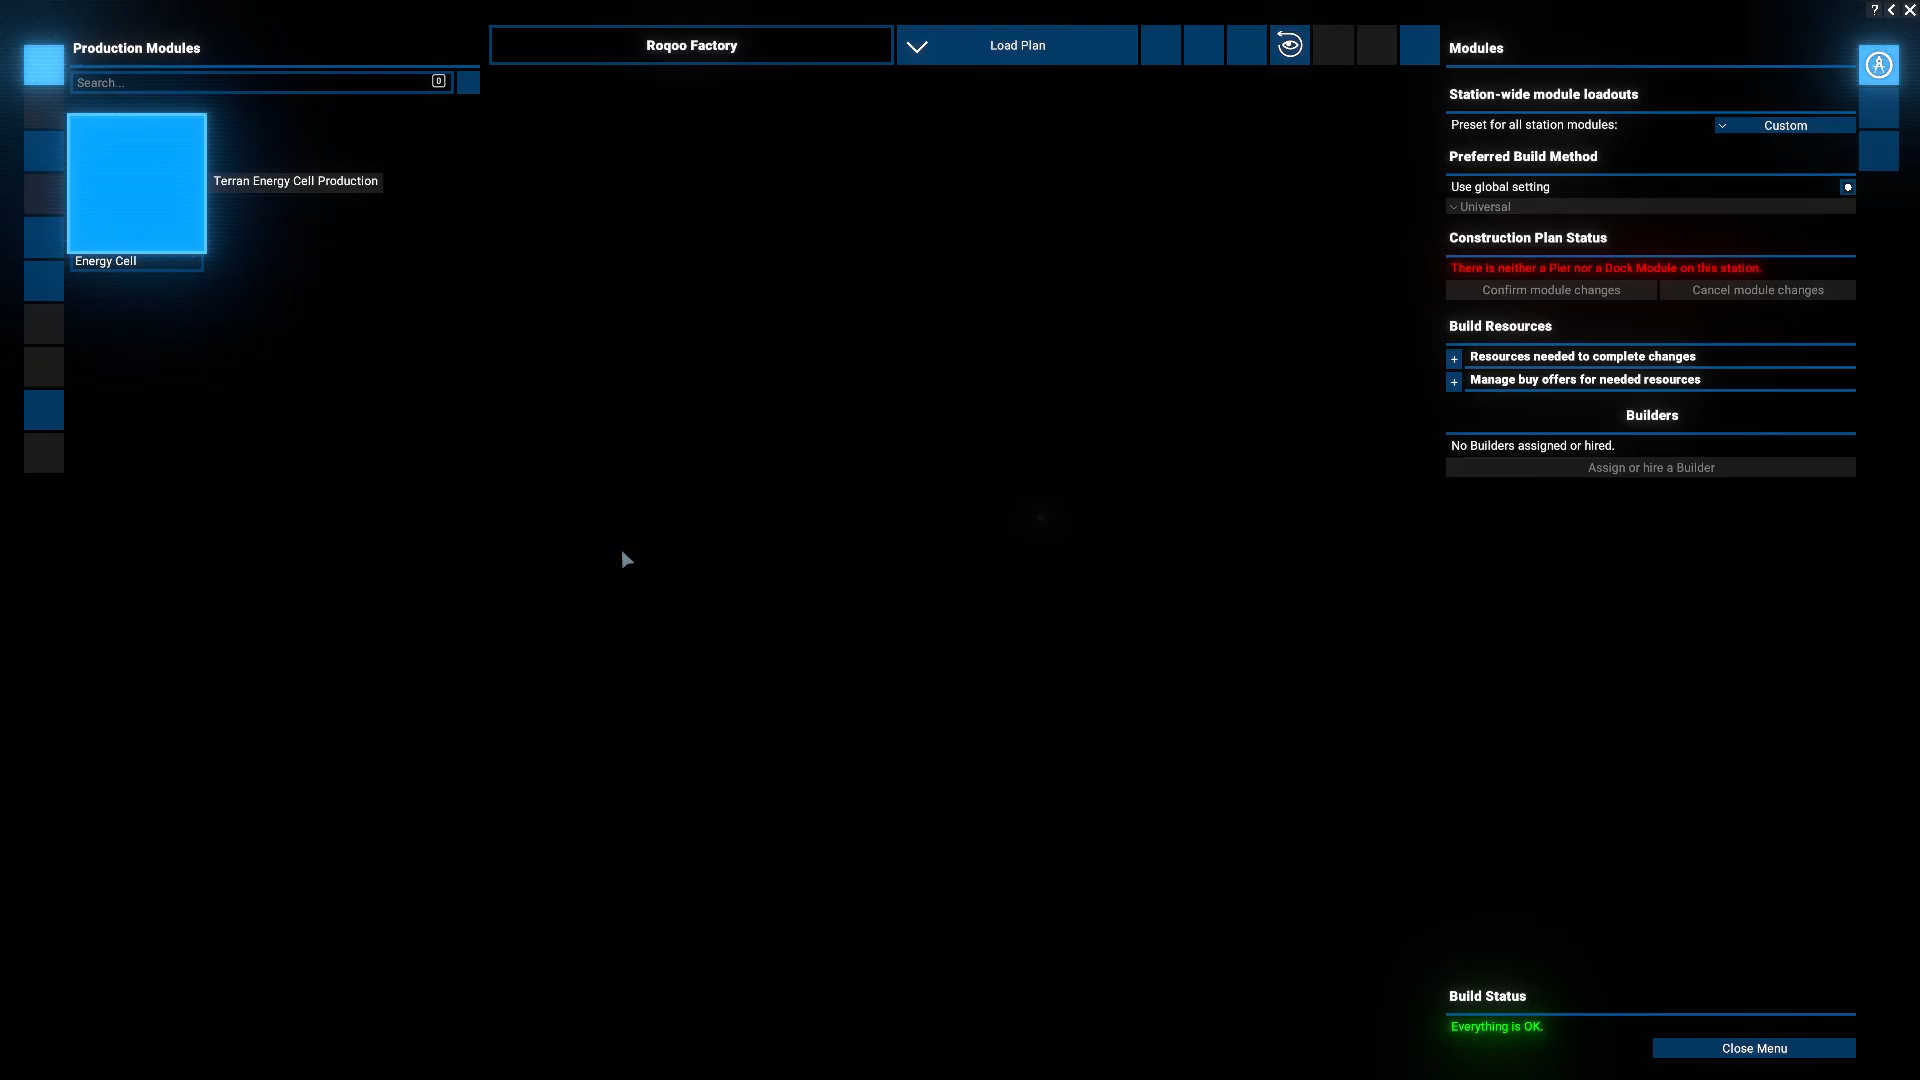 ?
Production Modules
Search...
0
Terran Energy Cell Production
Energy Cell
Roqoo Factory
Load Plan
Modules
Station-wide module loadouts
Preset for all station modules:
Custom
Preferred Build Method
Use global setting
Universal
Construction Plan Status
There is neither a Pier nor a Dock Module on this station.
Confirm module changes
Cancel module changes
Build Resources
+ Resources needed to complete changes
+ Manage buy offers for needed resources
Builders
No Builders assigned or hired.
Assign or hire a Builder
Build Status
Everything is OK.
Close Menu